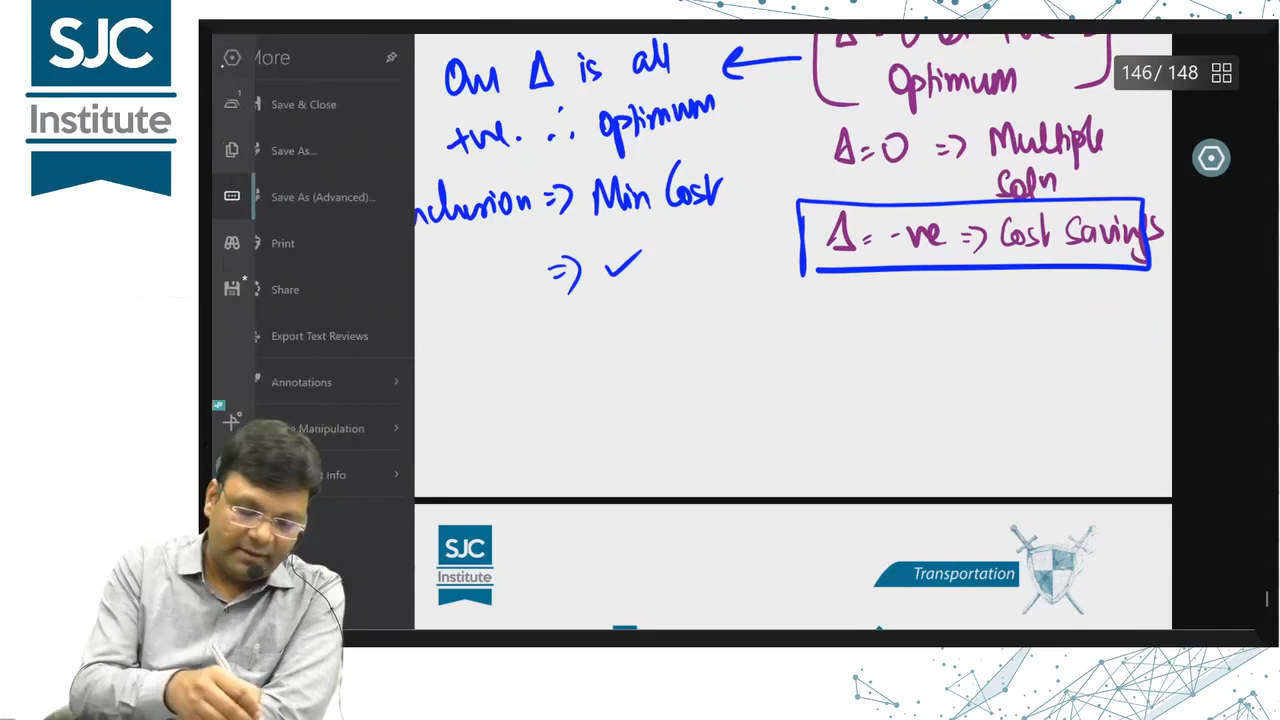 SJC
Institute
More
Save & Close
Save As...
Save As (Advanced)...
Print
Share
Export Text Reviews
Annotations
Manipulation
Info
146/ 148
Our Δ is all
+ve. ∴ optimum
Min Cost
⇒ ✓
Optimum
Δ = 0 ⇒ Multiple
soln
Δ = -ve ⇒ Cost Savings
SJC
Institute
Transportation